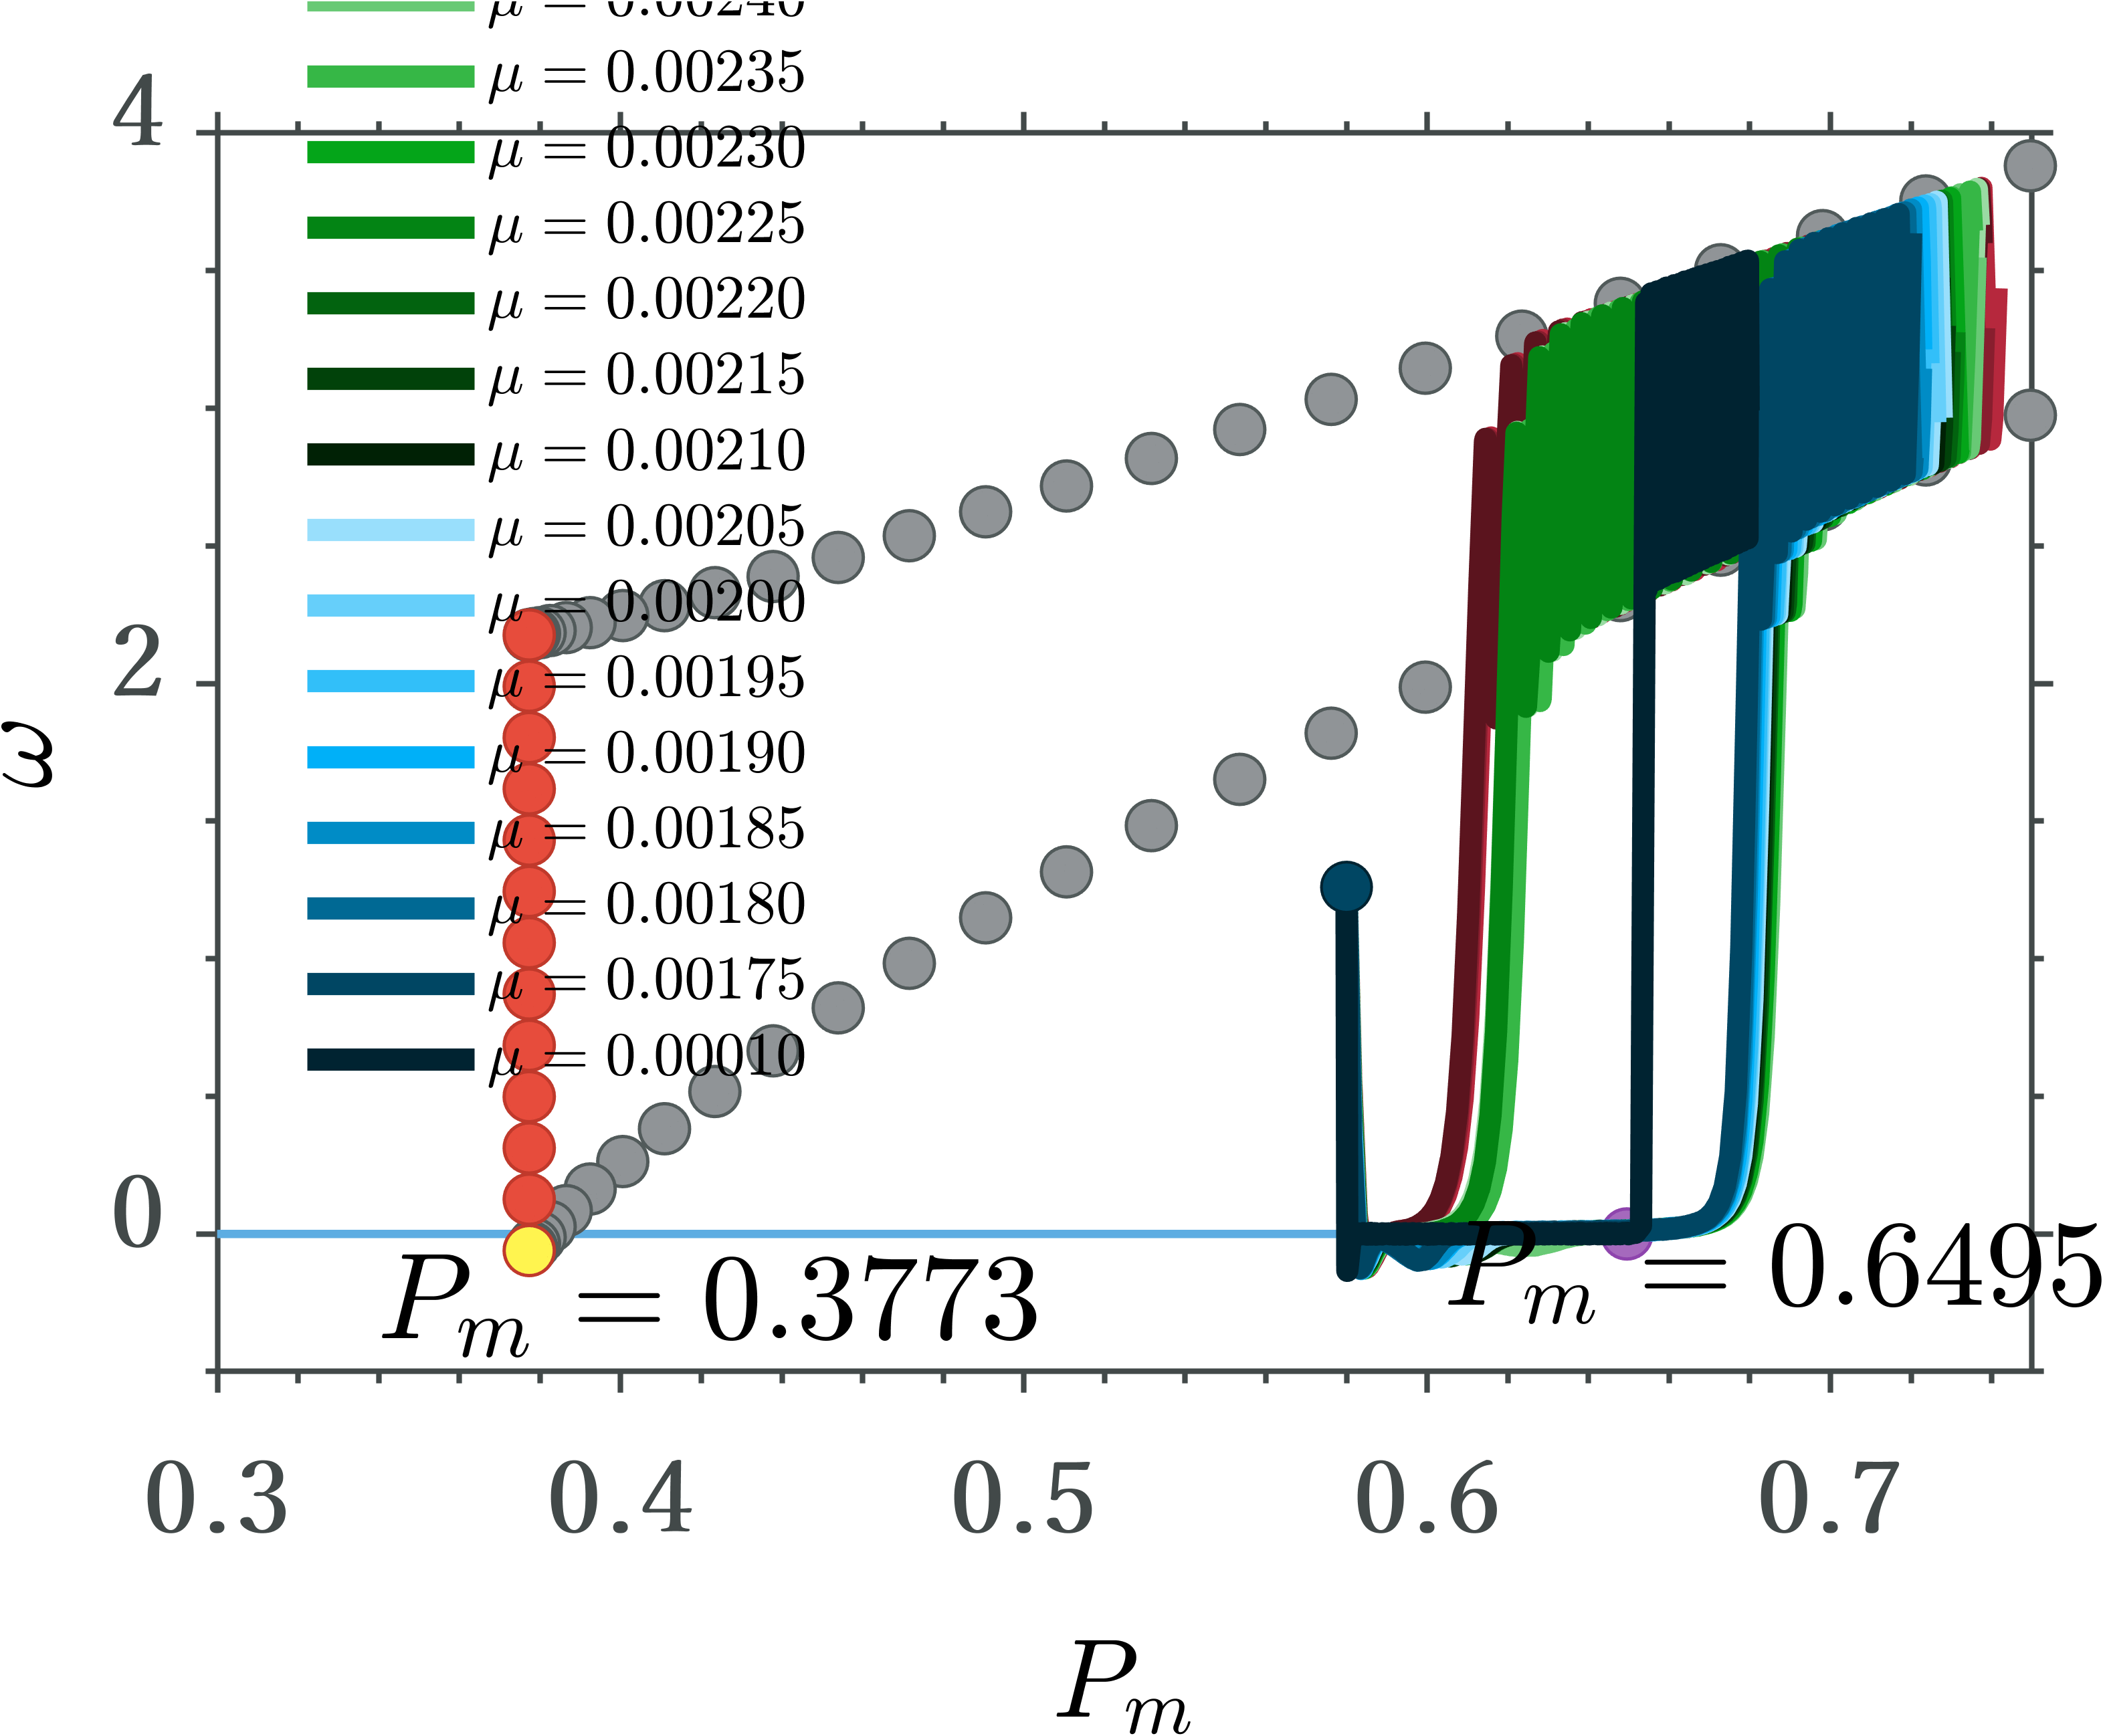 μ = 0.00240
μ = 0.00235
4
μ = 0.00230
μ = 0.00225
μ = 0.00220
μ = 0.00215
μ = 0.00210
μ = 0.00205
μ = 0.00200
2
μ = 0.00195
ω
μ = 0.00190
μ = 0.00185
μ = 0.00180
μ = 0.00175
μ = 0.00010
0
P_m = 0.3773
P_m = 0.6495
0.3 0.4 0.5 0.6 0.7
P_m